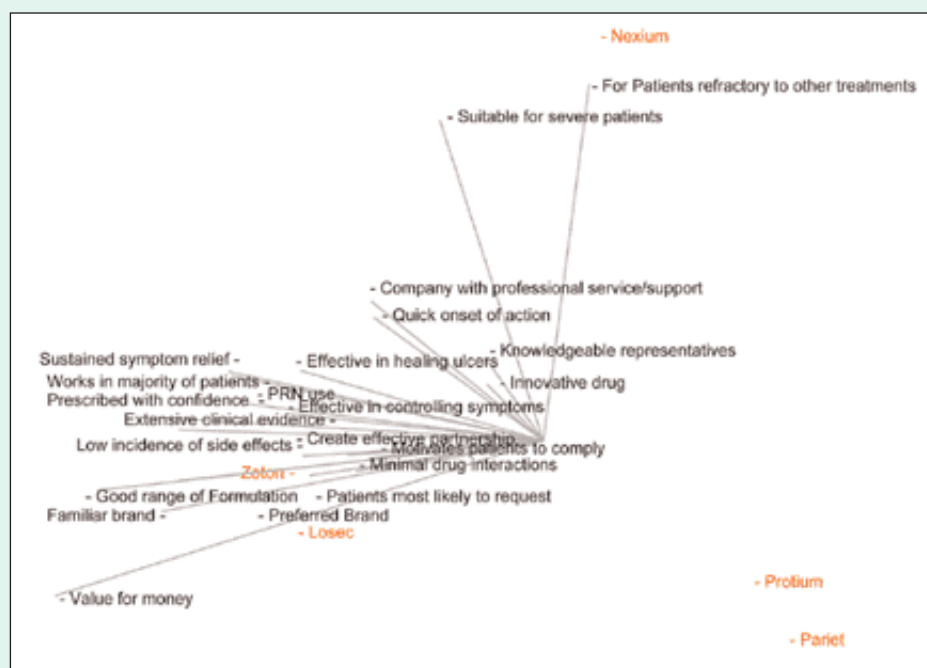 - Nexium
- For Patients refractory to other treatments
- Suitable for severe patients
- Company with professional service/support
- Quick onset of action
- Knowledgeable representatives
Sustained symptom relief -
- Effective in healing ulcers
Works in majority of patients -
- Innovative drug
- PRN use
Prescribed with confidence -
- Effective in controlling symptoms
Extensive clinical evidence -
- Create effective partnership
Low incidence of side effects -
- Motivates patients to comply
- Minimal drug interactions
Zoton -
- Good range of Formulation
- Patients most likely to request
Familiar brand -
- Preferred Brand
- Losec
- Protium
- Value for money
- Pariet